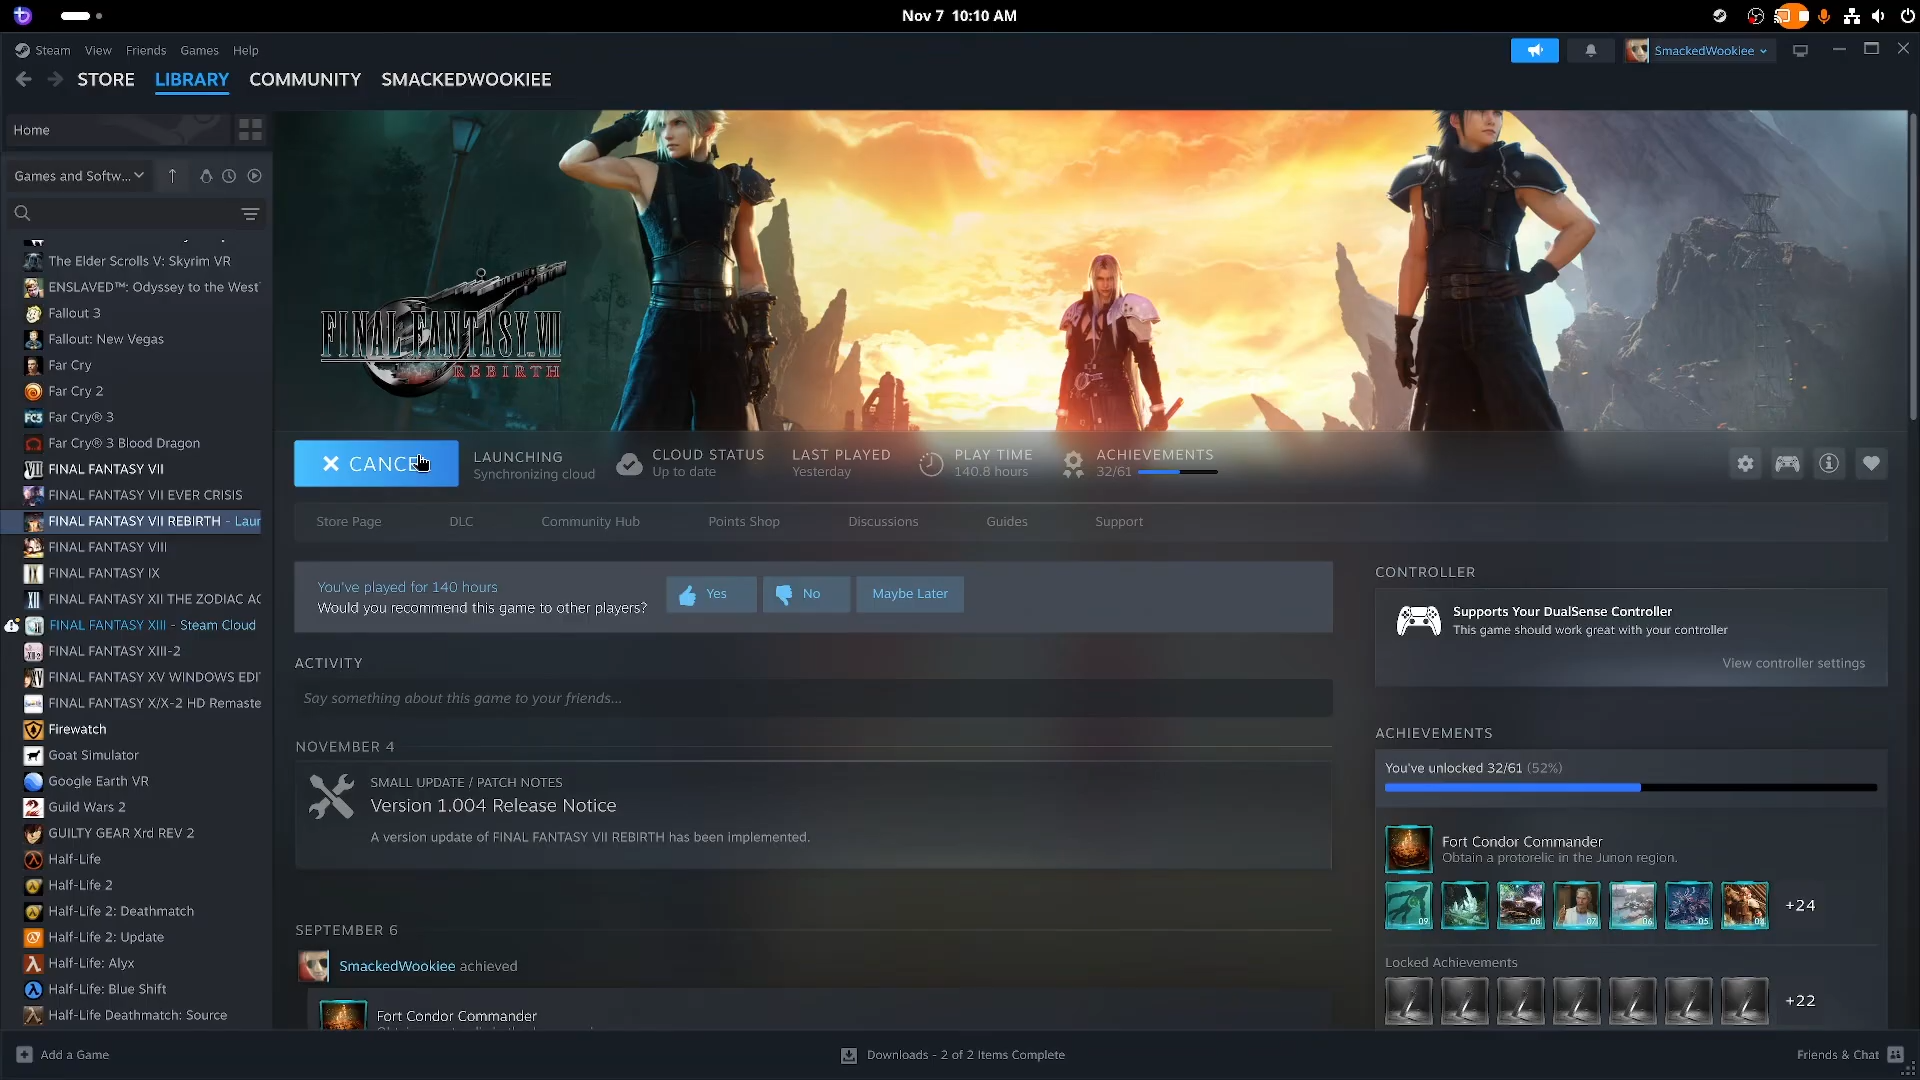 Nov 7 10:10 AM
Steam View Friends Games Help
SmackedWookiee
STORE LIBRARY COMMUNITY SMACKEDWOOKIEE
Home
Games and Softw...
The Elder Scrolls V: Skyrim VR
ENSLAVED™: Odyssey to the West
Fallout 3
Fallout: New Vegas
Far Cry
Far Cry 2
Far Cry® 3
Far Cry® 3 Blood Dragon
FINAL FANTASY VII
FINAL FANTASY VII EVER CRISIS
FINAL FANTASY VII REBIRTH - Laun
FINAL FANTASY VIII
FINAL FANTASY IX
FINAL FANTASY XII THE ZODIAC AG
FINAL FANTASY XIII - Steam Cloud
FINAL FANTASY XIII-2
FINAL FANTASY XV WINDOWS EDI
FINAL FANTASY X/X-2 HD Remaste
Firewatch
Goat Simulator
Google Earth VR
Guild Wars 2
GUILTY GEAR Xrd REV 2
Half-Life
Half-Life 2
Half-Life 2: Deathmatch
Half-Life 2: Update
Half-Life: Alyx
Half-Life: Blue Shift
Half-Life Deathmatch: Source
FINAL FANTASY VII
REBIRTH
CANCE
LAUNCHING
Synchronizing cloud
CLOUD STATUS
Up to date
LAST PLAYED
Yesterday
PLAY TIME
140.8 hours
ACHIEVEMENTS
32/61
Store Page DLC Community Hub Points Shop Discussions Guides Support
You've played for 140 hours
Would you recommend this game to other players?
Yes No Maybe Later
ACTIVITY
Say something about this game to your friends...
NOVEMBER 4
SMALL UPDATE / PATCH NOTES
Version 1.004 Release Notice
A version update of FINAL FANTASY VII REBIRTH has been implemented.
SEPTEMBER 6
SmackedWookiee achieved
Fort Condor Commander
CONTROLLER
Supports Your DualSense Controller
This game should work great with your controller
View controller settings
ACHIEVEMENTS
You've unlocked 32/61 (52%)
Fort Condor Commander
Obtain a protorelic in the Junon region.
09 08 07 06 05
+24
Locked Achievements
+22
Add a Game
Downloads - 2 of 2 Items Complete
Friends & Chat